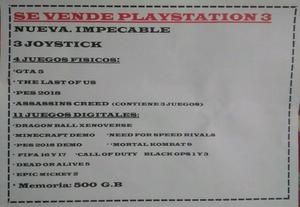 SE VENDE PLAYSTATION 3
NUEVA. IMPECABLE
3 JOYSTICK
4 JUEGOS FISICOS:
·GTA 5
· THE LAST OF US
· PES 2018
· ASSASSINS CREED (CONTIENE 3 JUEGOS)
11 JUEGOS DIGITALES:
·DRAGON BALL XENOVERSE
·MINECRAFT DEMO ·NEED FOR SPEED RIVALS
·PES 2018 DEMO ··MORTAL KOMBAT 9
· FIFA 16 Y 17 ·CALL OF DUTY BLACK OPS 1 Y 3
·DEAD OR ALIVE 5
·EPIC MICKEY 2
· Memoria: 500 G.B